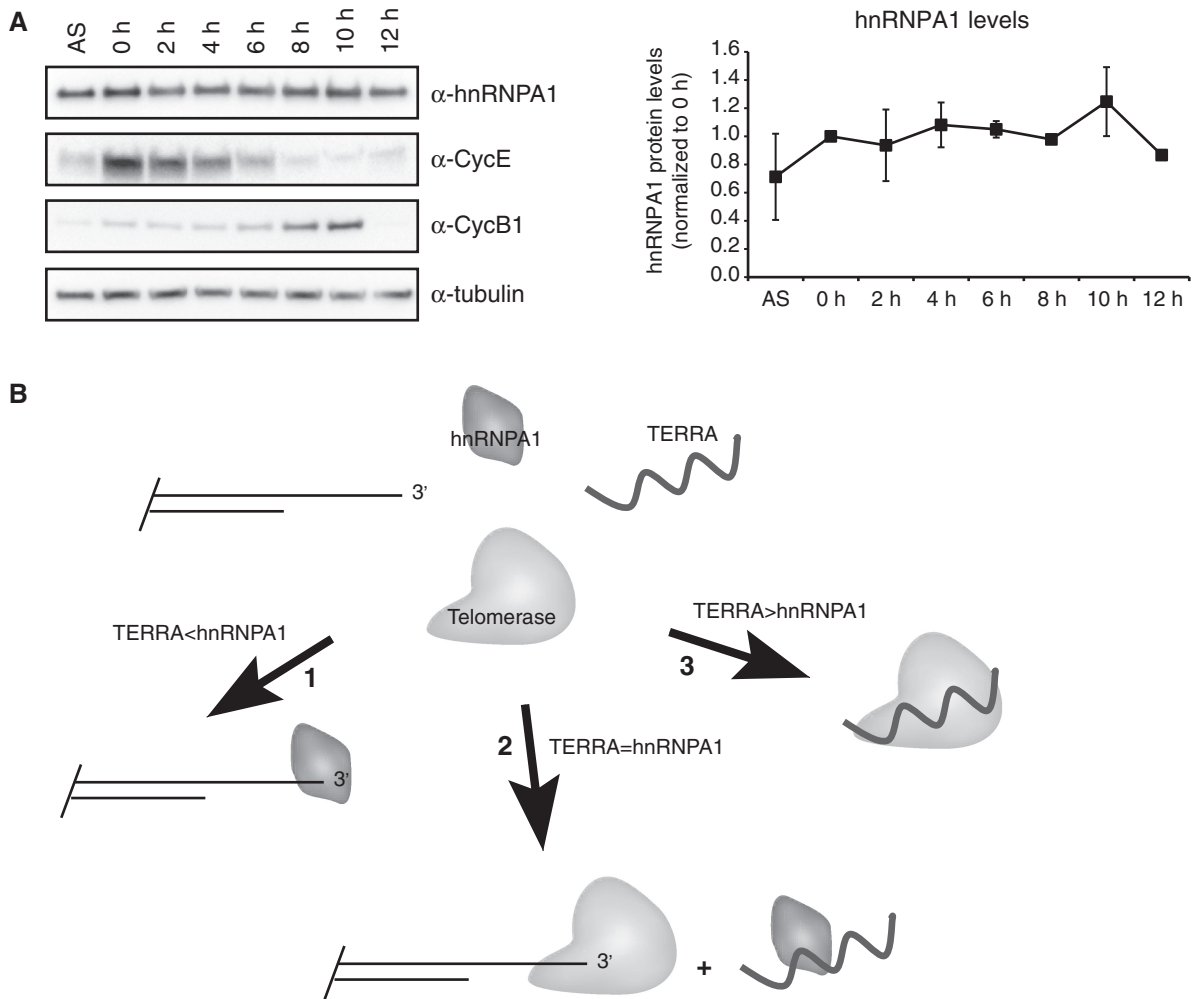 A
AS 0 h 2 h 4 h 6 h 8 h 10 h 12 h
α-hnRNPA1
α-CycE
α-CycB1
α-tubulin
hnRNPA1 levels
hnRNPA1 protein levels
(normalized to 0 h)
1.6
1.4
1.2
1.0
0.8
0.6
0.4
0.2
0.0
AS 0 h 2 h 4 h 6 h 8 h 10 h 12 h
B
hnRNPA1
TERRA
3'
Telomerase
TERRA<hnRNPA1
1
TERRA>hnRNPA1
3
2
TERRA=hnRNPA1
3'
3'
+